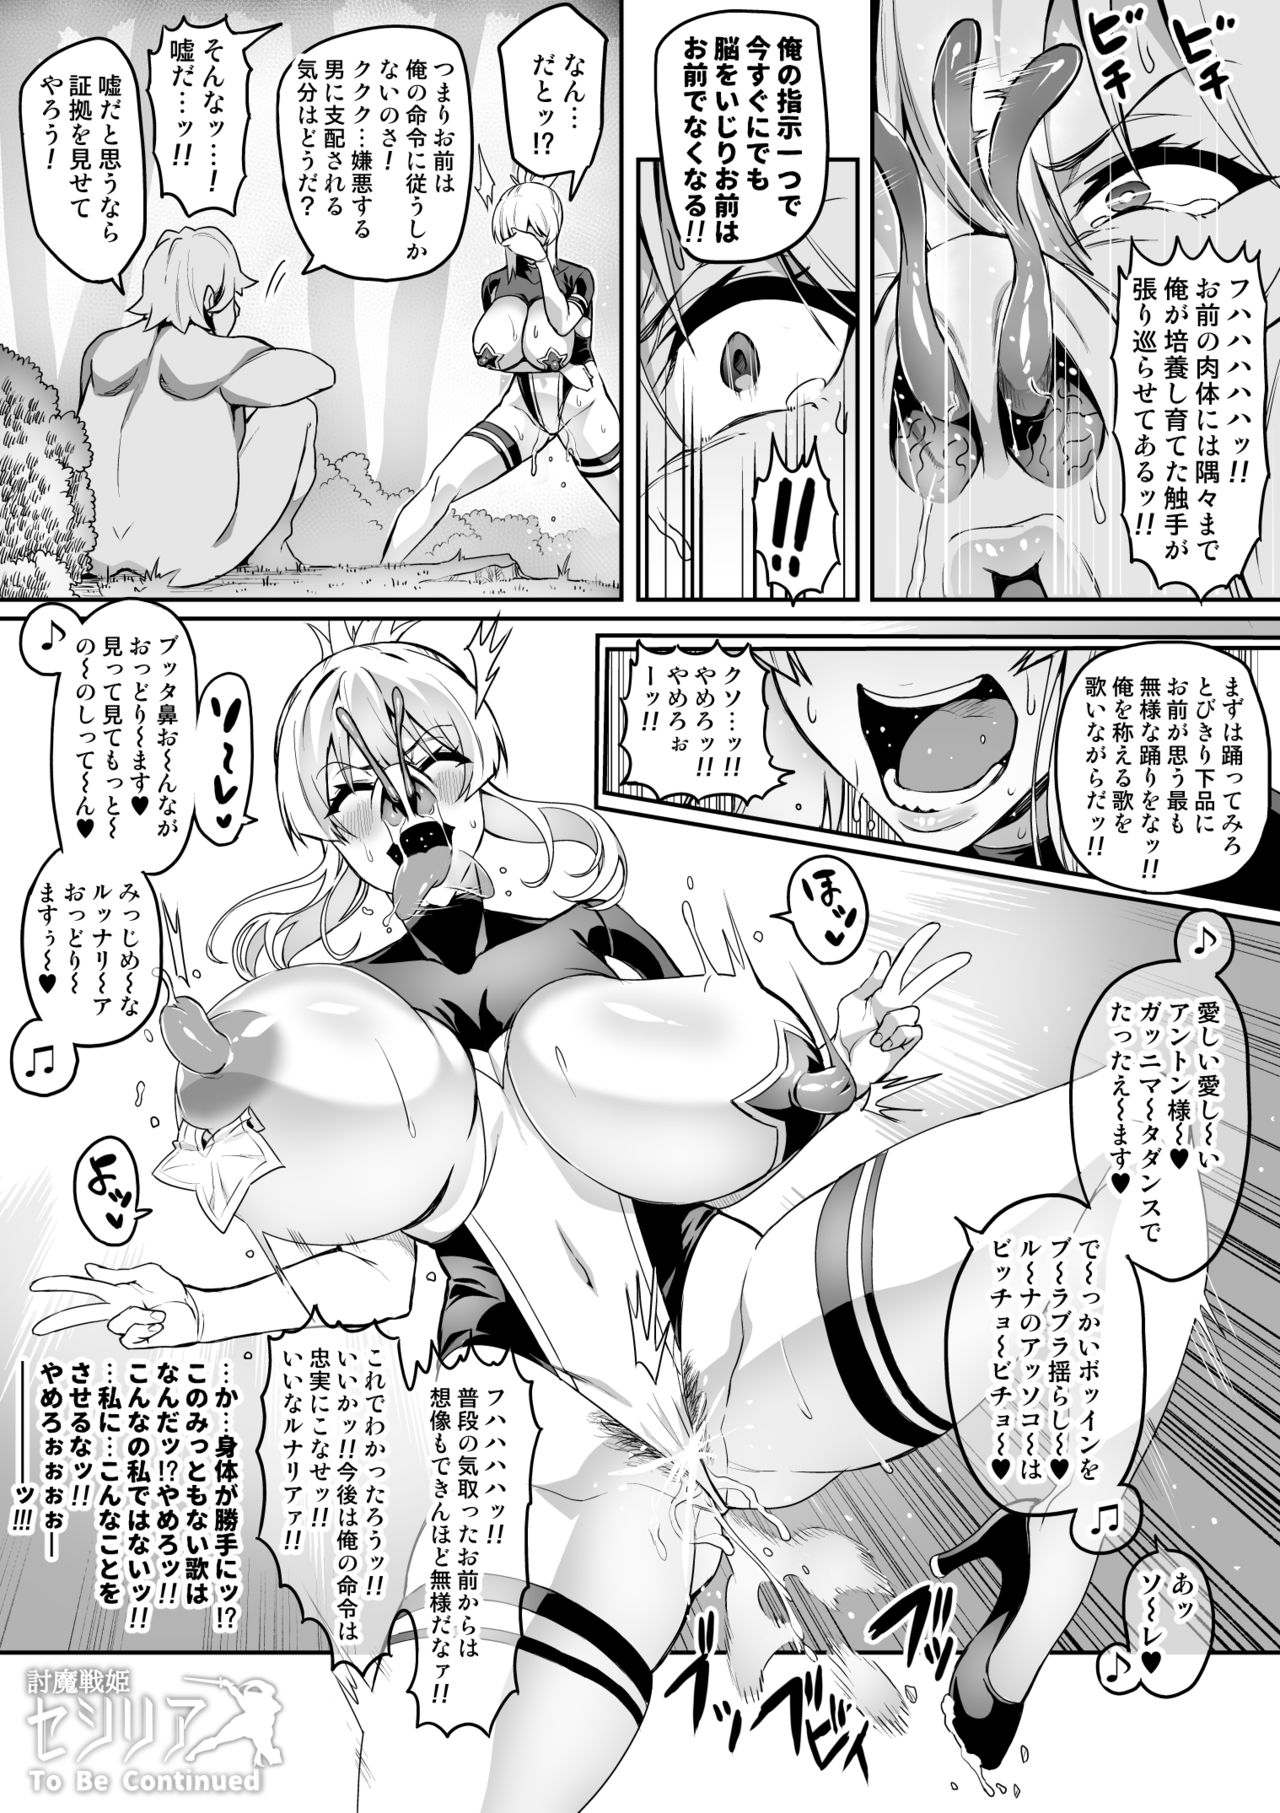 ビチ
ビチ
フハハハハッ!!
お前の肉体には隅々まで
俺が培養し育てた触手が
張り巡らせてあるッ!!
俺の指示一つで
今すぐにでも
脳をいじりお前は
お前でなくなる!!
!!
なん…
だとッ!?
つまりお前は
俺の命令に従うしか
ないのさ!
ククク…嫌悪する
男に支配される
気分はどうだ?
そんなッ…!
嘘だ…ッ!!
嘘だと思うなら
証拠を見せて
やろう!
まずは踊ってみろ
とびきり下品に
お前が思う最も
無様な踊りをなッ!!
俺を称える歌を
歌いながらだッ!!
クソ…ッ!!
やめろッ!!
やめろぉ
ーッ!!
♪
愛しい愛し〜い
アントン様〜♥
ガッニマ〜タダンスで
たったえ〜ます♥
で〜っかいボッインを
ブ〜ラブラ揺らし〜♥
ル〜ナのアッソコ〜は
ビッチョ〜ビチョ〜♥
♫
あッ
ソ〜レ♥
♪
ほッ♥
ソ〜レ♥
ブッタ鼻お〜んなが
おっどり〜ます♥
見って見てもっと〜
の〜のしって〜ん♥
♪
みっじめ〜な
ルッナリ〜ア
おっどり〜
ますぅ〜♥
♫
よッ♥
フハハハハッ!!
普段の気取ったお前からは
想像もできんほど無様だなァ!!
これでわかったろうッ!!
いいかッ!!今後は俺の命令は
忠実にこなせッ!!
いいなルナリアァ!!
…か…身体が勝手にッ!?
このみっともない歌は
なんだッ!?やめろッ!!
こんなの私ではないッ!!
…私に…こんなことを
させるなッ!!
やめろぉぉぉぉー
――――ッ!!!
ブルッ
ズビビィ
討魔戦姫
セシリア
To Be Continued